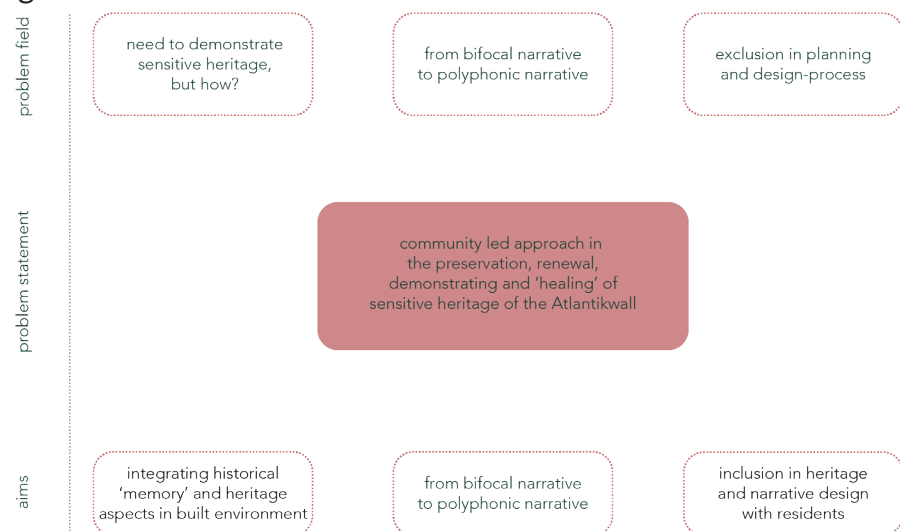 problem field
need to demonstrate
sensitive heritage,
but how?
from bifocal narrative
to polyphonic narrative
exclusion in planning
and design-process
problem statement
community led approach in
the preservation, renewal,
demonstrating and ‘healing’ of
sensitive heritage of the Atlantikwall
aims
integrating historical
‘memory’ and heritage
aspects in built environment
from bifocal narrative
to polyphonic narrative
inclusion in heritage
and narrative design
with residents